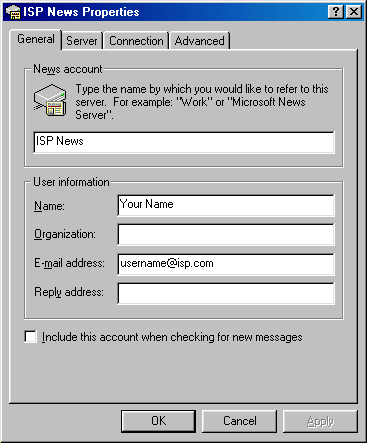 ISP News Properties
General Server Connection Advanced
News account
Type the name by which you would like to refer to this
server. For example: "Work" or "Microsoft News
Server".
ISP News
User information
Name: Your Name
Organization:
E-mail address: username@isp.com
Reply address:
Include this account when checking for new messages
OK Cancel Apply